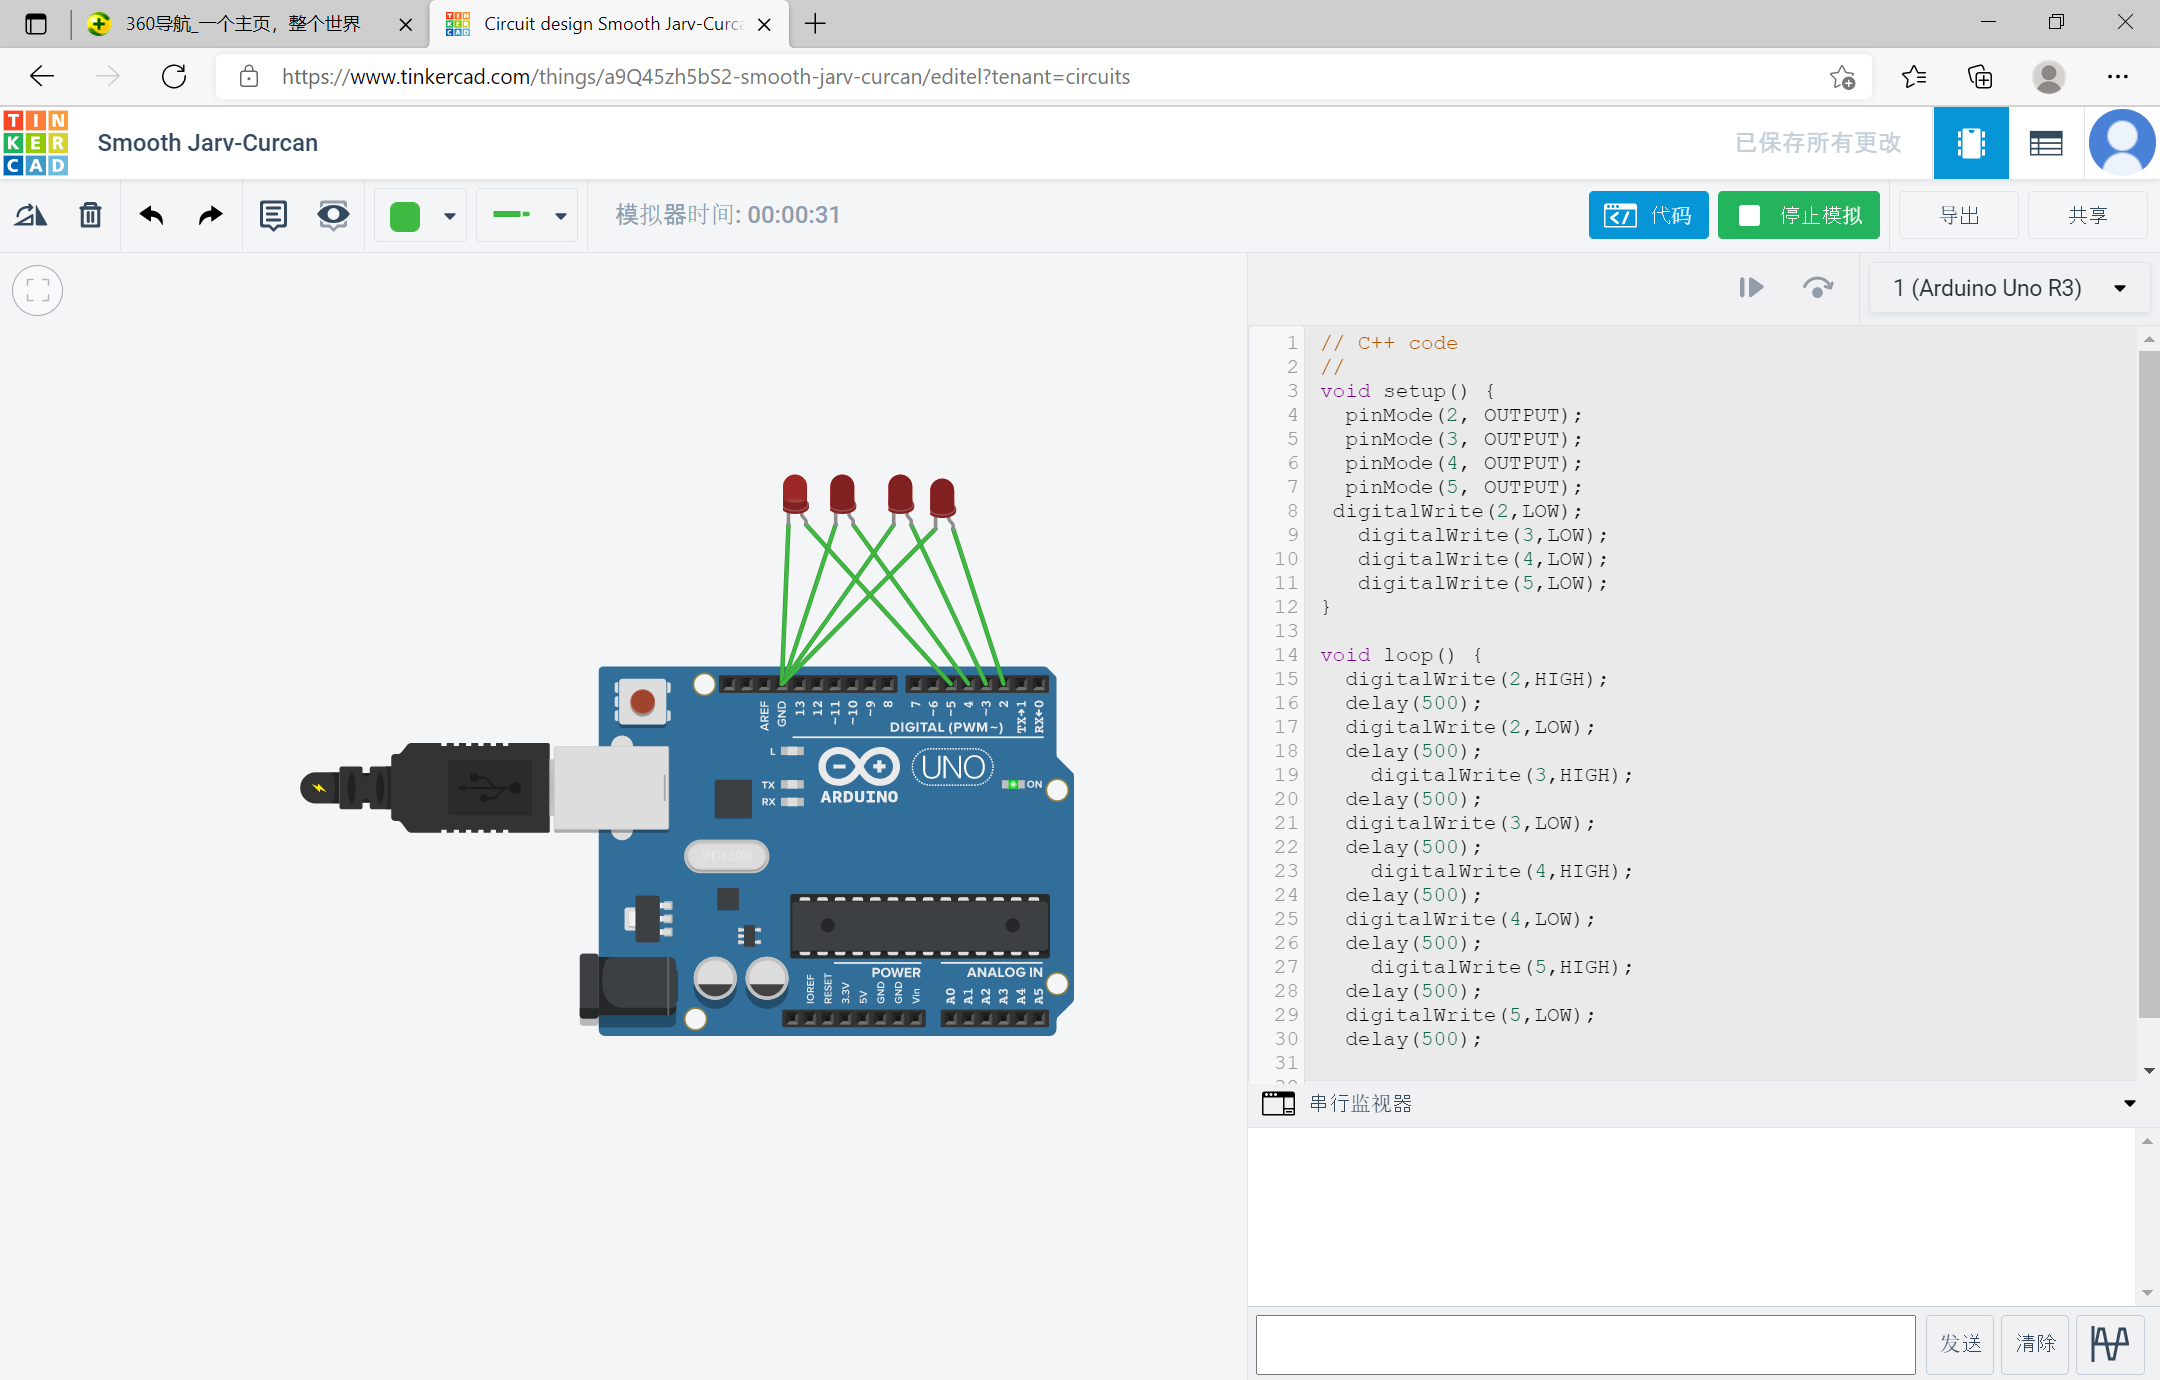 360导航_一个主页，整个世界
Circuit design Smooth Jarv-Curca
https://www.tinkercad.com/things/a9Q45zh5bS2-smooth-jarv-curcan/editel?tenant=circuits
TIN
KER
CAD
Smooth Jarv-Curcan
已保存所有更改
模拟器时间: 00:00:31
代码
停止模拟
导出
共享
1 (Arduino Uno R3)
1 // C++ code
2 //
3 void setup() {
4 pinMode(2, OUTPUT);
5 pinMode(3, OUTPUT);
6 pinMode(4, OUTPUT);
7 pinMode(5, OUTPUT);
8 digitalWrite(2,LOW);
9 digitalWrite(3,LOW);
10 digitalWrite(4,LOW);
11 digitalWrite(5,LOW);
12 }
13
14 void loop() {
15 digitalWrite(2,HIGH);
16 delay(500);
17 digitalWrite(2,LOW);
18 delay(500);
19 digitalWrite(3,HIGH);
20 delay(500);
21 digitalWrite(3,LOW);
22 delay(500);
23 digitalWrite(4,HIGH);
24 delay(500);
25 digitalWrite(4,LOW);
26 delay(500);
27 digitalWrite(5,HIGH);
28 delay(500);
29 digitalWrite(5,LOW);
30 delay(500);
31
AREF GND 13 12 ~11 ~10 ~9 8 7 ~6 ~5 4 ~3 2 TX→1 RX←0
DIGITAL (PWM~)
L
TX
RX
ARDUINO
UNO
ON
SPK16.000G
POWER
ANALOG IN
IOREF RESET 3.3V 5V GND GND Vin A0 A1 A2 A3 A4 A5
串行监视器
发送
清除